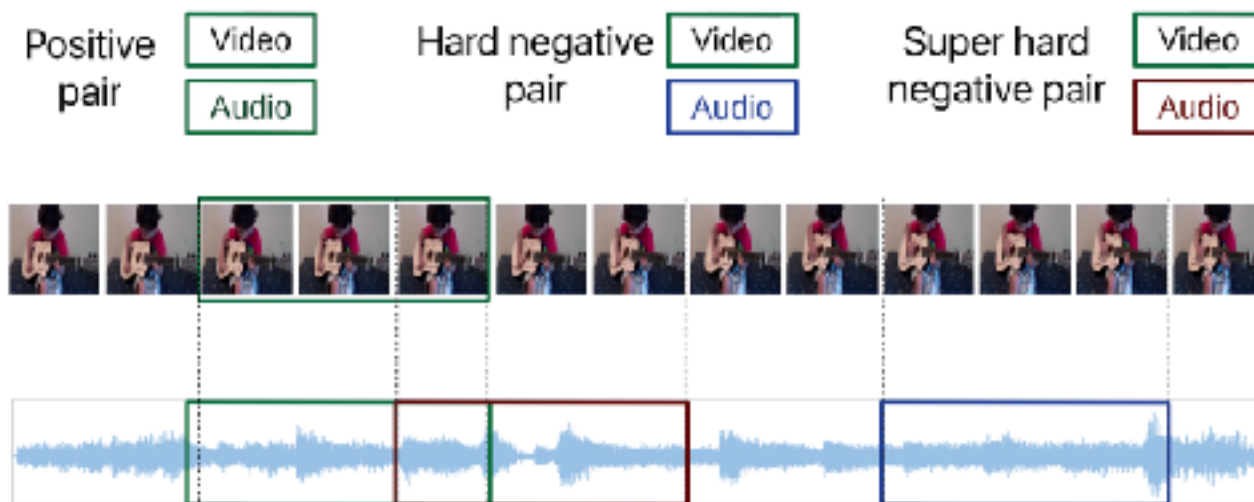 Positive
pair
Video
Audio
Hard negative
pair
Video
Audio
Super hard
negative pair
Video
Audio